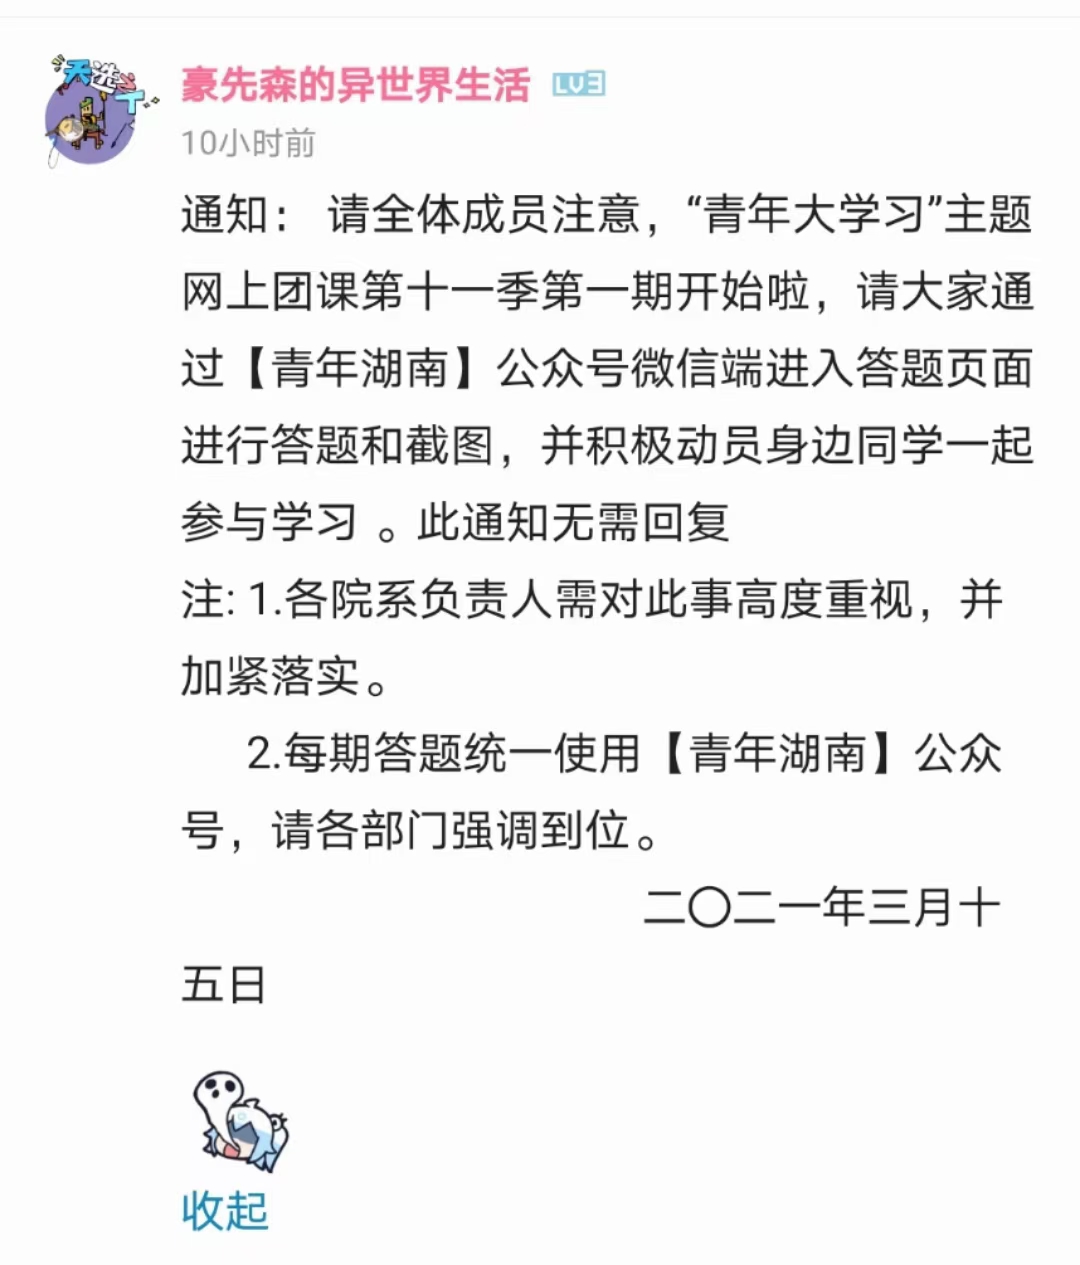 天选之子
豪先森的异世界生活 LV3
10小时前
通知： 请全体成员注意，“青年大学习”主题
网上团课第十一季第一期开始啦，请大家通
过【青年湖南】公众号微信端进入答题页面
进行答题和截图，并积极动员身边同学一起
参与学习 。此通知无需回复
注: 1.各院系负责人需对此事高度重视，并
加紧落实。
2.每期答题统一使用【青年湖南】公众
号，请各部门强调到位。
二〇二一年三月十
五日
收起